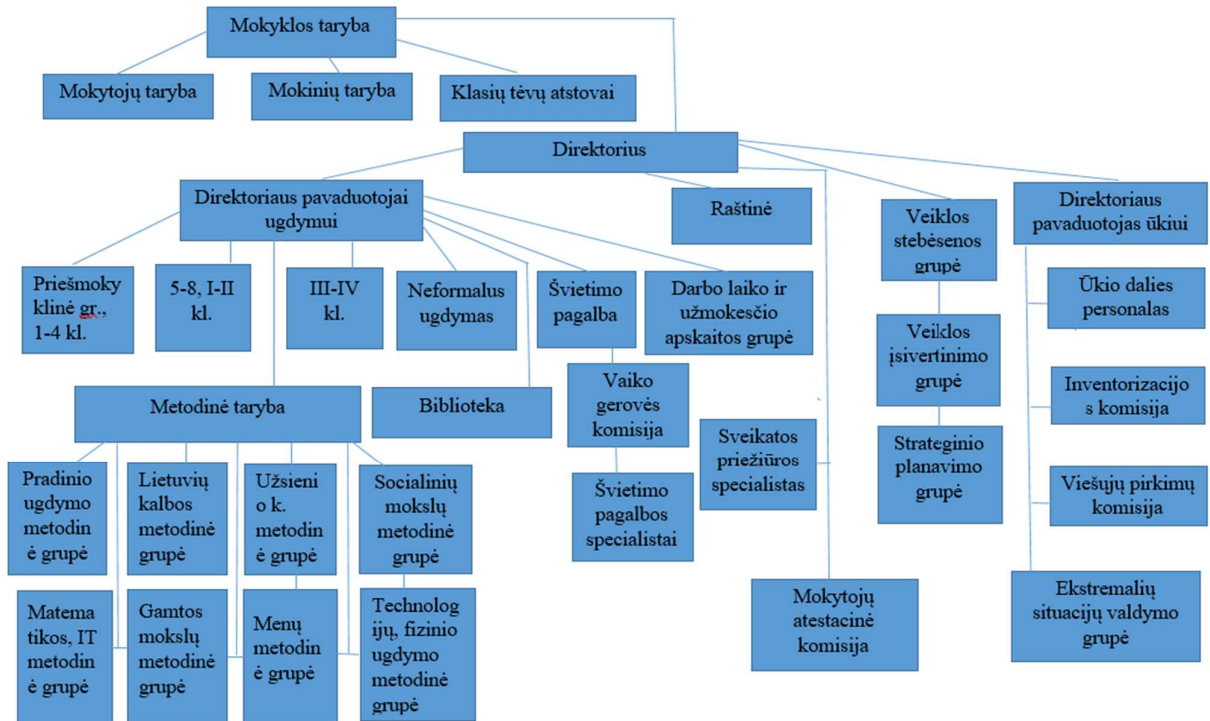 Mokyklos taryba
Mokytojų taryba
Mokinių taryba
Klasių tėvų atstovai
Direktorius
Direktoriaus pavaduotojai
ugdymui
Raštinė
Veiklos
stebėsenos
grupė
Direktoriaus
pavaduotojas ūkiui
Priešmoky
klinė gr.,
1-4 kl.
5-8, I-II
kl.
III-IV
kl.
Neformalus
ugdymas
Švietimo
pagalba
Darbo laiko ir
užmokesčio
apskaitos grupė
Ūkio dalies
personalas
Veiklos
įsivertinimo
grupė
Metodinė taryba
Biblioteka
Vaiko
gerovės
komisija
Inventorizacijo
s komisija
Sveikatos
priežiūros
specialistas
Strateginio
planavimo
grupė
Pradinio
ugdymo
metodin
ė grupė
Lietuvių
kalbos
metodinė
grupė
Užsieni
o k.
metodin
ė grupė
Socialinių
mokslų
metodinė
grupė
Švietimo
pagalbos
specialistai
Viešųjų pirkimų
komisija
Matema
tikos, IT
metodin
ė grupė
Gamtos
mokslų
metodinė
grupė
Menų
metodin
ė grupė
Technolog
ijų, fizinio
ugdymo
metodinė
grupė
Mokytojų
atestacinė
komisija
Ekstremalių
situacijų valdymo
grupė